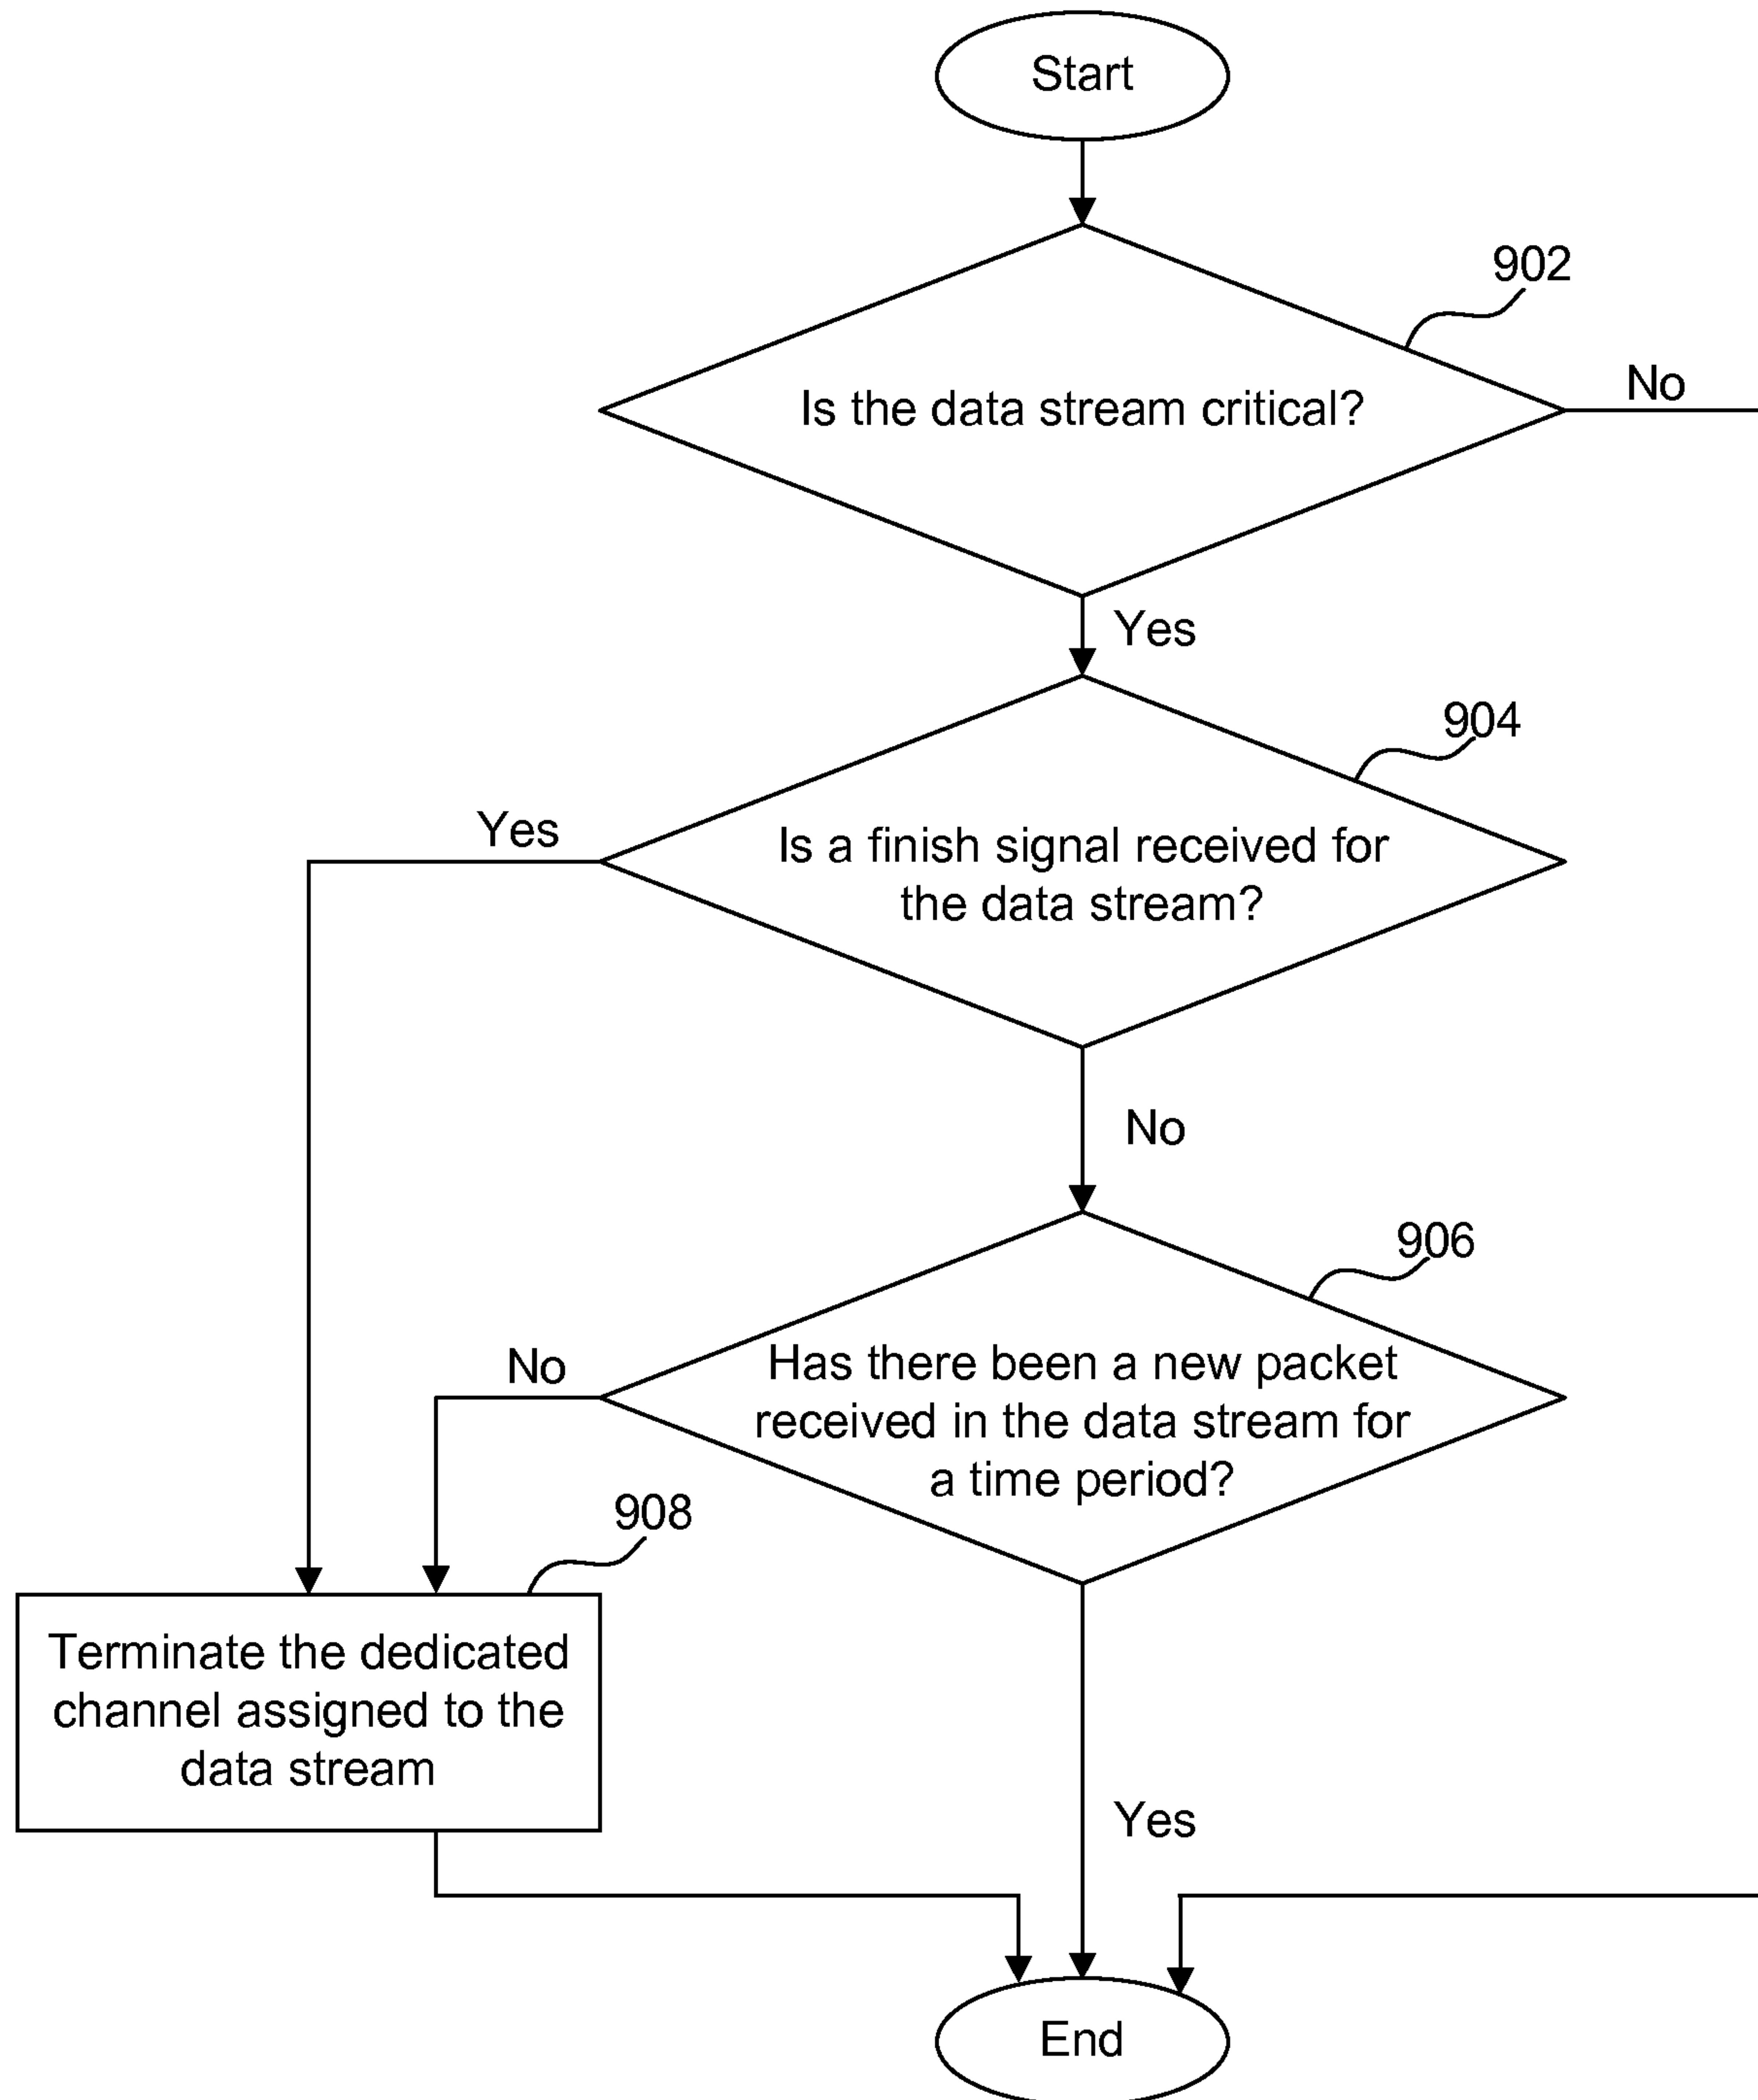 Start
902
Is the data stream critical?
No
Yes
904
Yes
Is a finish signal received for
the data stream?
No
906
No
Has there been a new packet
received in the data stream for
a time period?
908
Terminate the dedicated
channel assigned to the
data stream
Yes
End